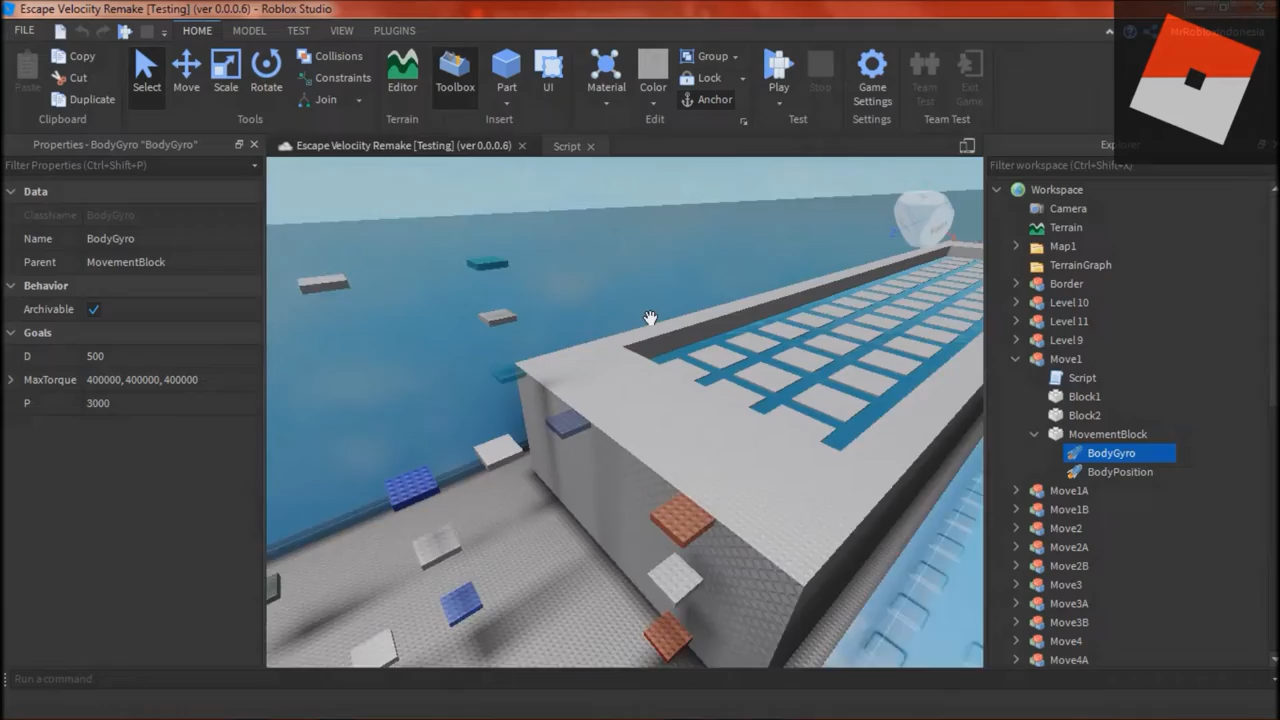 Escape Velociity Remake [Testing] (ver 0.0.0.6) - Roblox Studio
FILE HOME MODEL TEST VIEW PLUGINS
MrRobloxIndonesia
Paste Copy Cut Duplicate
Select Move Scale Rotate
Collisions Constraints Join
Editor Toolbox Part UI
Material Color Group Lock Anchor
Play Stop Game Settings Team Test Exit Game
Clipboard Tools Terrain Insert Edit Test Settings Team Test
Properties - BodyGyro "BodyGyro"
Escape Velociity Remake [Testing] (ver 0.0.0.6)
Script
Filter Properties (Ctrl+Shift+P)
Data
ClassName BodyGyro
Name BodyGyro
Parent MovementBlock
Behavior
Archivable
Goals
D 500
MaxTorque 400000,400000,400000
P 3000
Filter workspace (Ctrl+Shift+X)
Workspace
Camera
Terrain
Map1
TerrainGraph
Border
Level 10
Level 11
Level 9
Move1
Script
Block1
Block2
MovementBlock
BodyGyro
BodyPosition
Move1A
Move1B
Move2
Move2A
Move2B
Move3
Move3A
Move3B
Move4
Move4A
Run a command